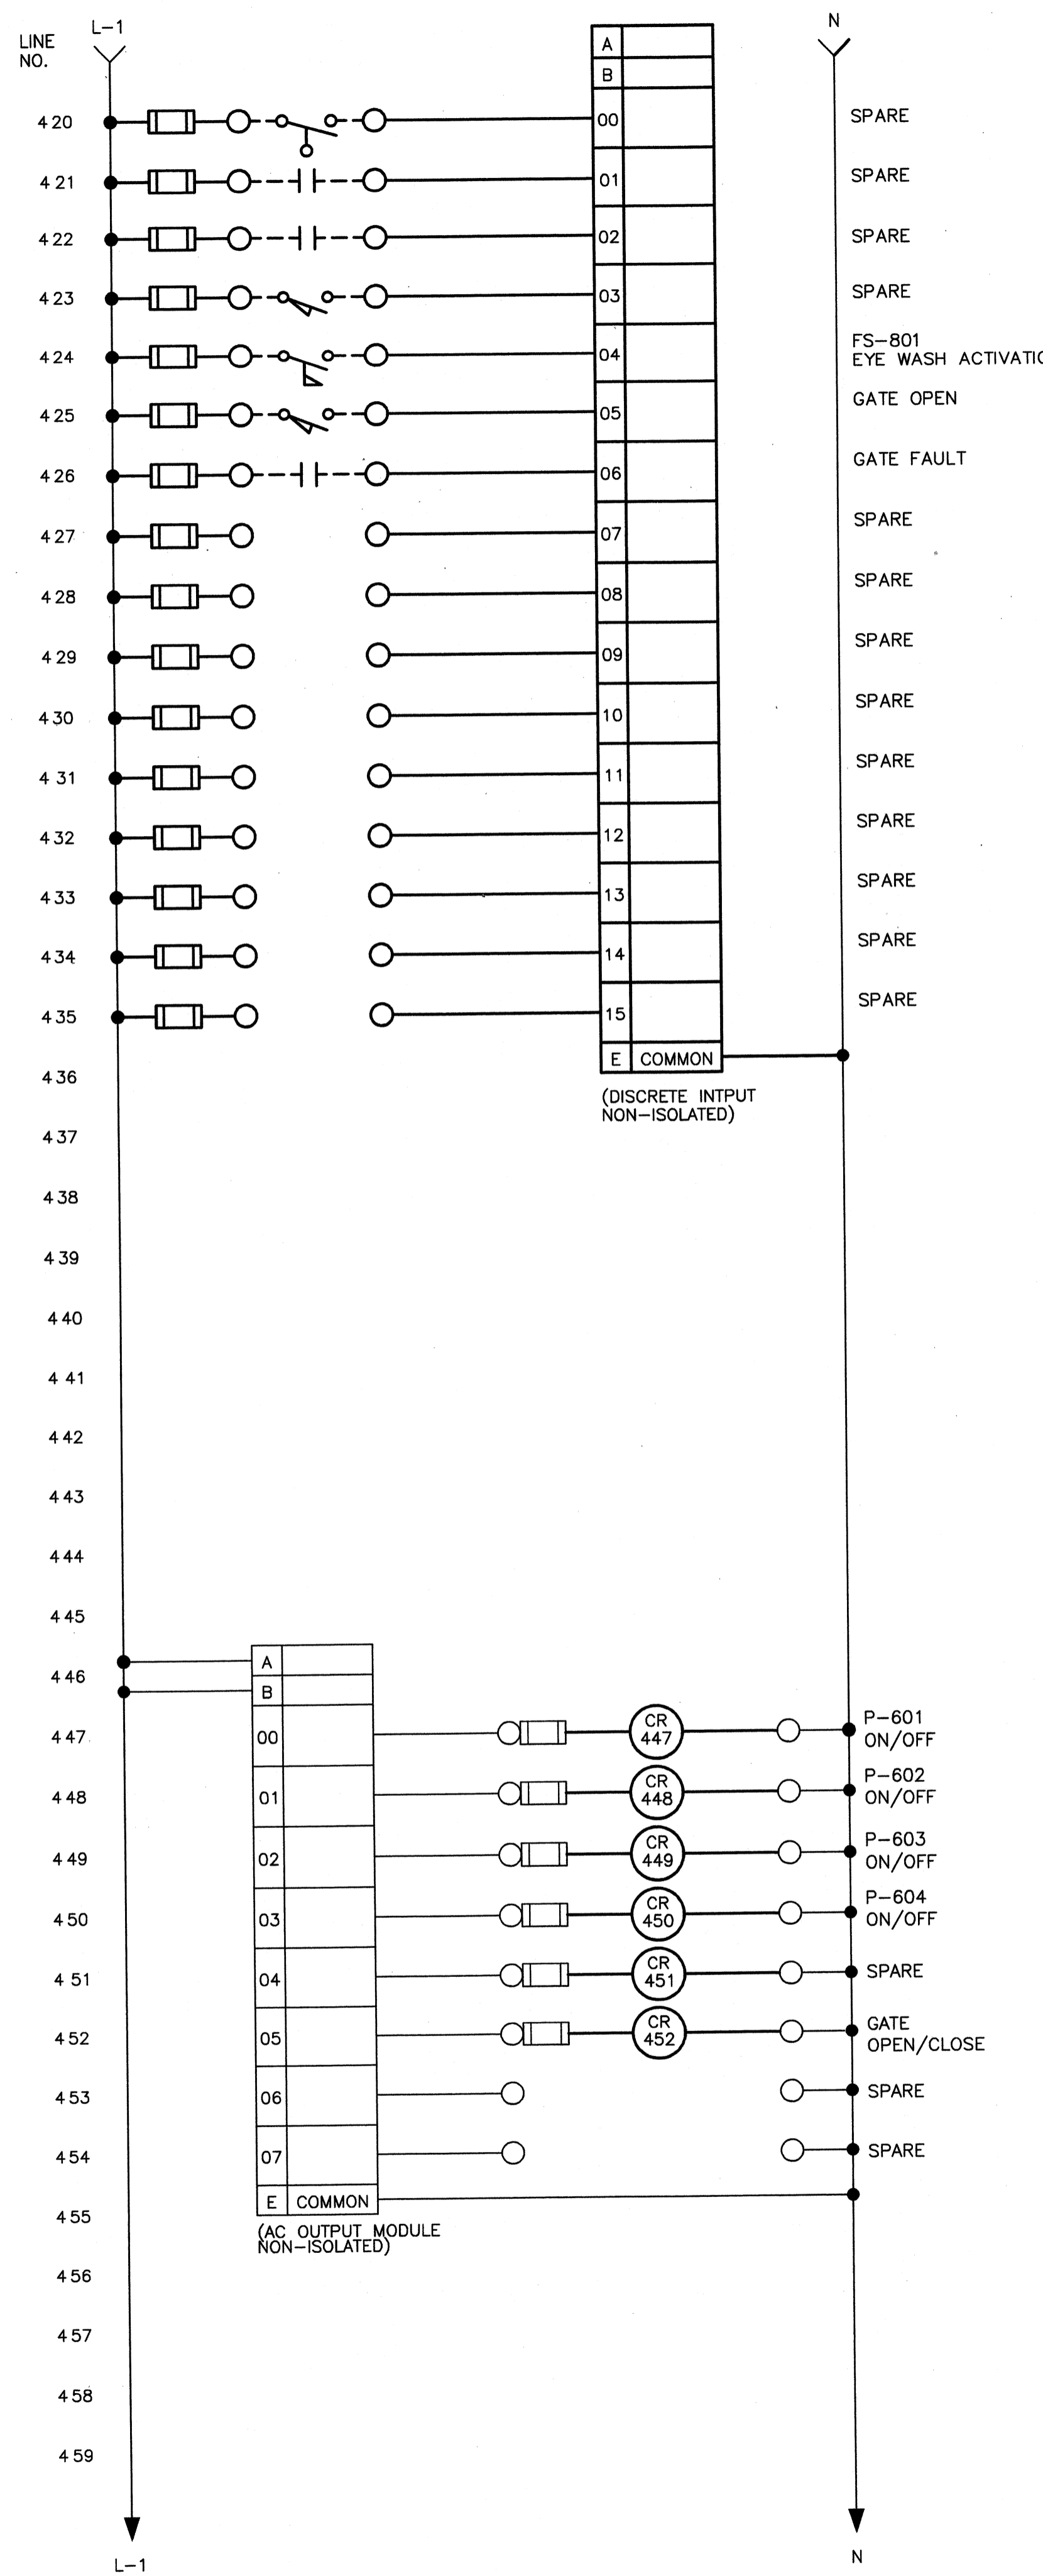 L-1
N
LINE
NO.
A
B
420
00
SPARE
421
01
SPARE
422
02
SPARE
423
03
SPARE
424
04
FS-801
EYE WASH
425
05
GATE OPEN
426
06
GATE FAULT
427
07
SPARE
428
08
SPARE
429
09
SPARE
430
10
SPARE
431
11
SPARE
432
12
SPARE
433
13
SPARE
434
14
SPARE
435
15
SPARE
E COMMON
436
(DISCRETE INTPUT
NON-ISOLATED)
437
438
439
440
441
442
443
444
445
A
446
B
447
00
CR
447
P-601
ON/OFF
448
01
CR
448
P-602
ON/OFF
449
02
CR
449
P-603
ON/OFF
450
03
CR
450
P-604
ON/OFF
451
04
CR
451
SPARE
452
05
CR
452
GATE
OPEN/CLOSE
453
06
SPARE
454
07
SPARE
E COMMON
455
(AC OUTPUT MODULE
NON-ISOLATED)
456
457
458
459
L-1
N